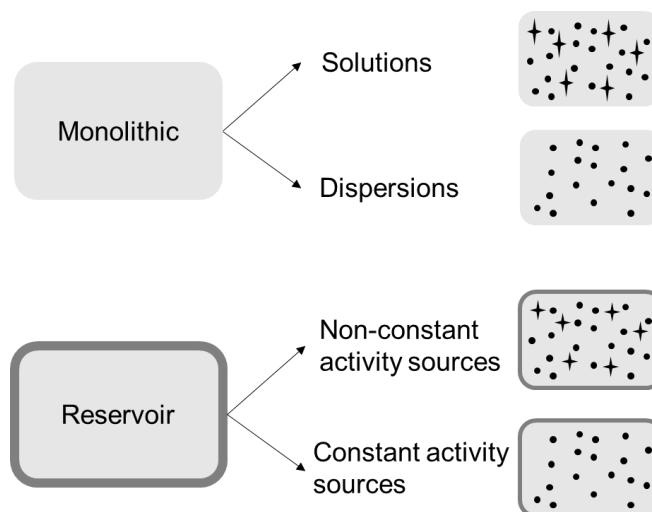 Solutions
Monolithic
Dispersions
Non-constant
activity sources
Reservoir
Constant activity
sources